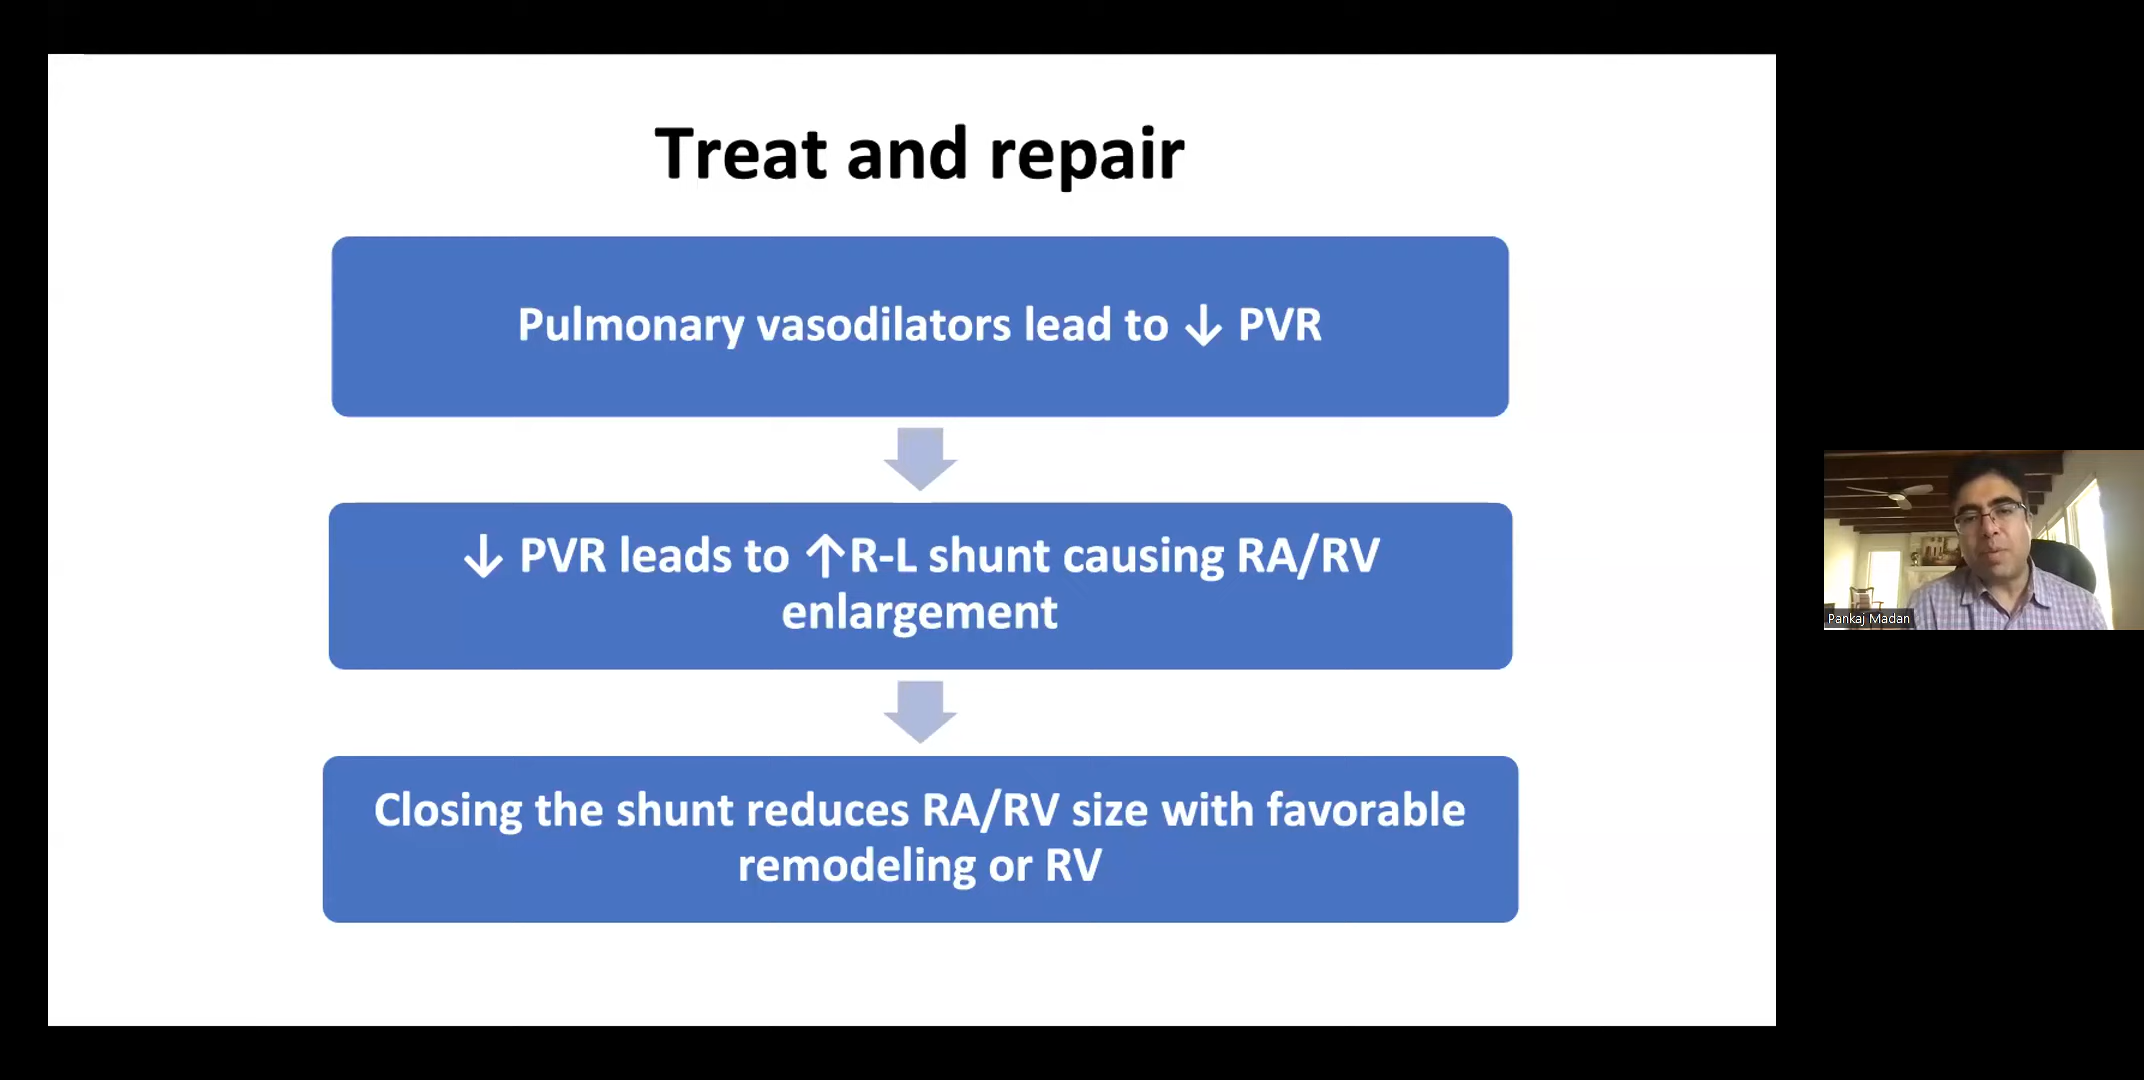 Treat and repair
Pulmonary vasodilators lead to ↓ PVR
↓ PVR leads to ↑R-L shunt causing RA/RV
enlargement
Closing the shunt reduces RA/RV size with favorable
remodeling or RV
Pankaj Madan